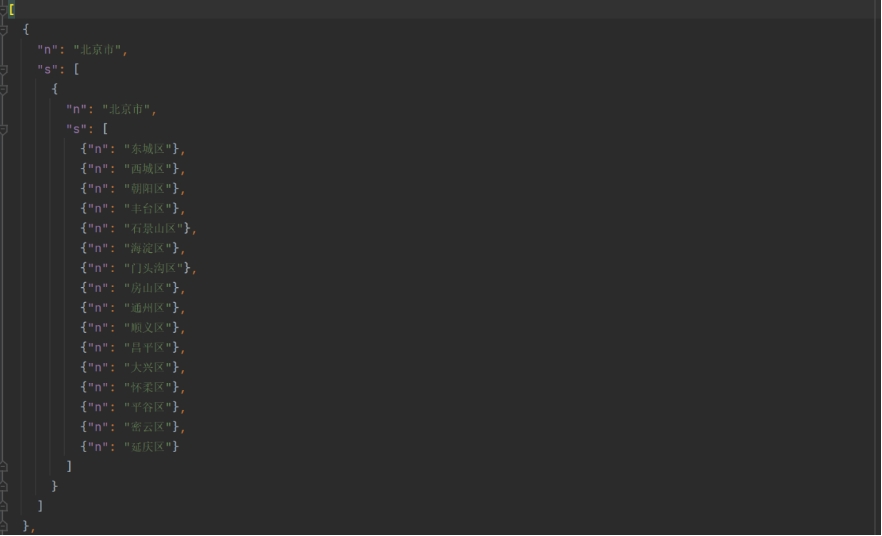 [
{
"n": "北京市",
"s": [
{
"n": "北京市",
"s": [
{"n": "东城区"},
{"n": "西城区"},
{"n": "朝阳区"},
{"n": "丰台区"},
{"n": "石景山区"},
{"n": "海淀区"},
{"n": "门头沟区"},
{"n": "房山区"},
{"n": "通州区"},
{"n": "顺义区"},
{"n": "昌平区"},
{"n": "大兴区"},
{"n": "怀柔区"},
{"n": "平谷区"},
{"n": "密云区"},
{"n": "延庆区"}
]
}
]
},